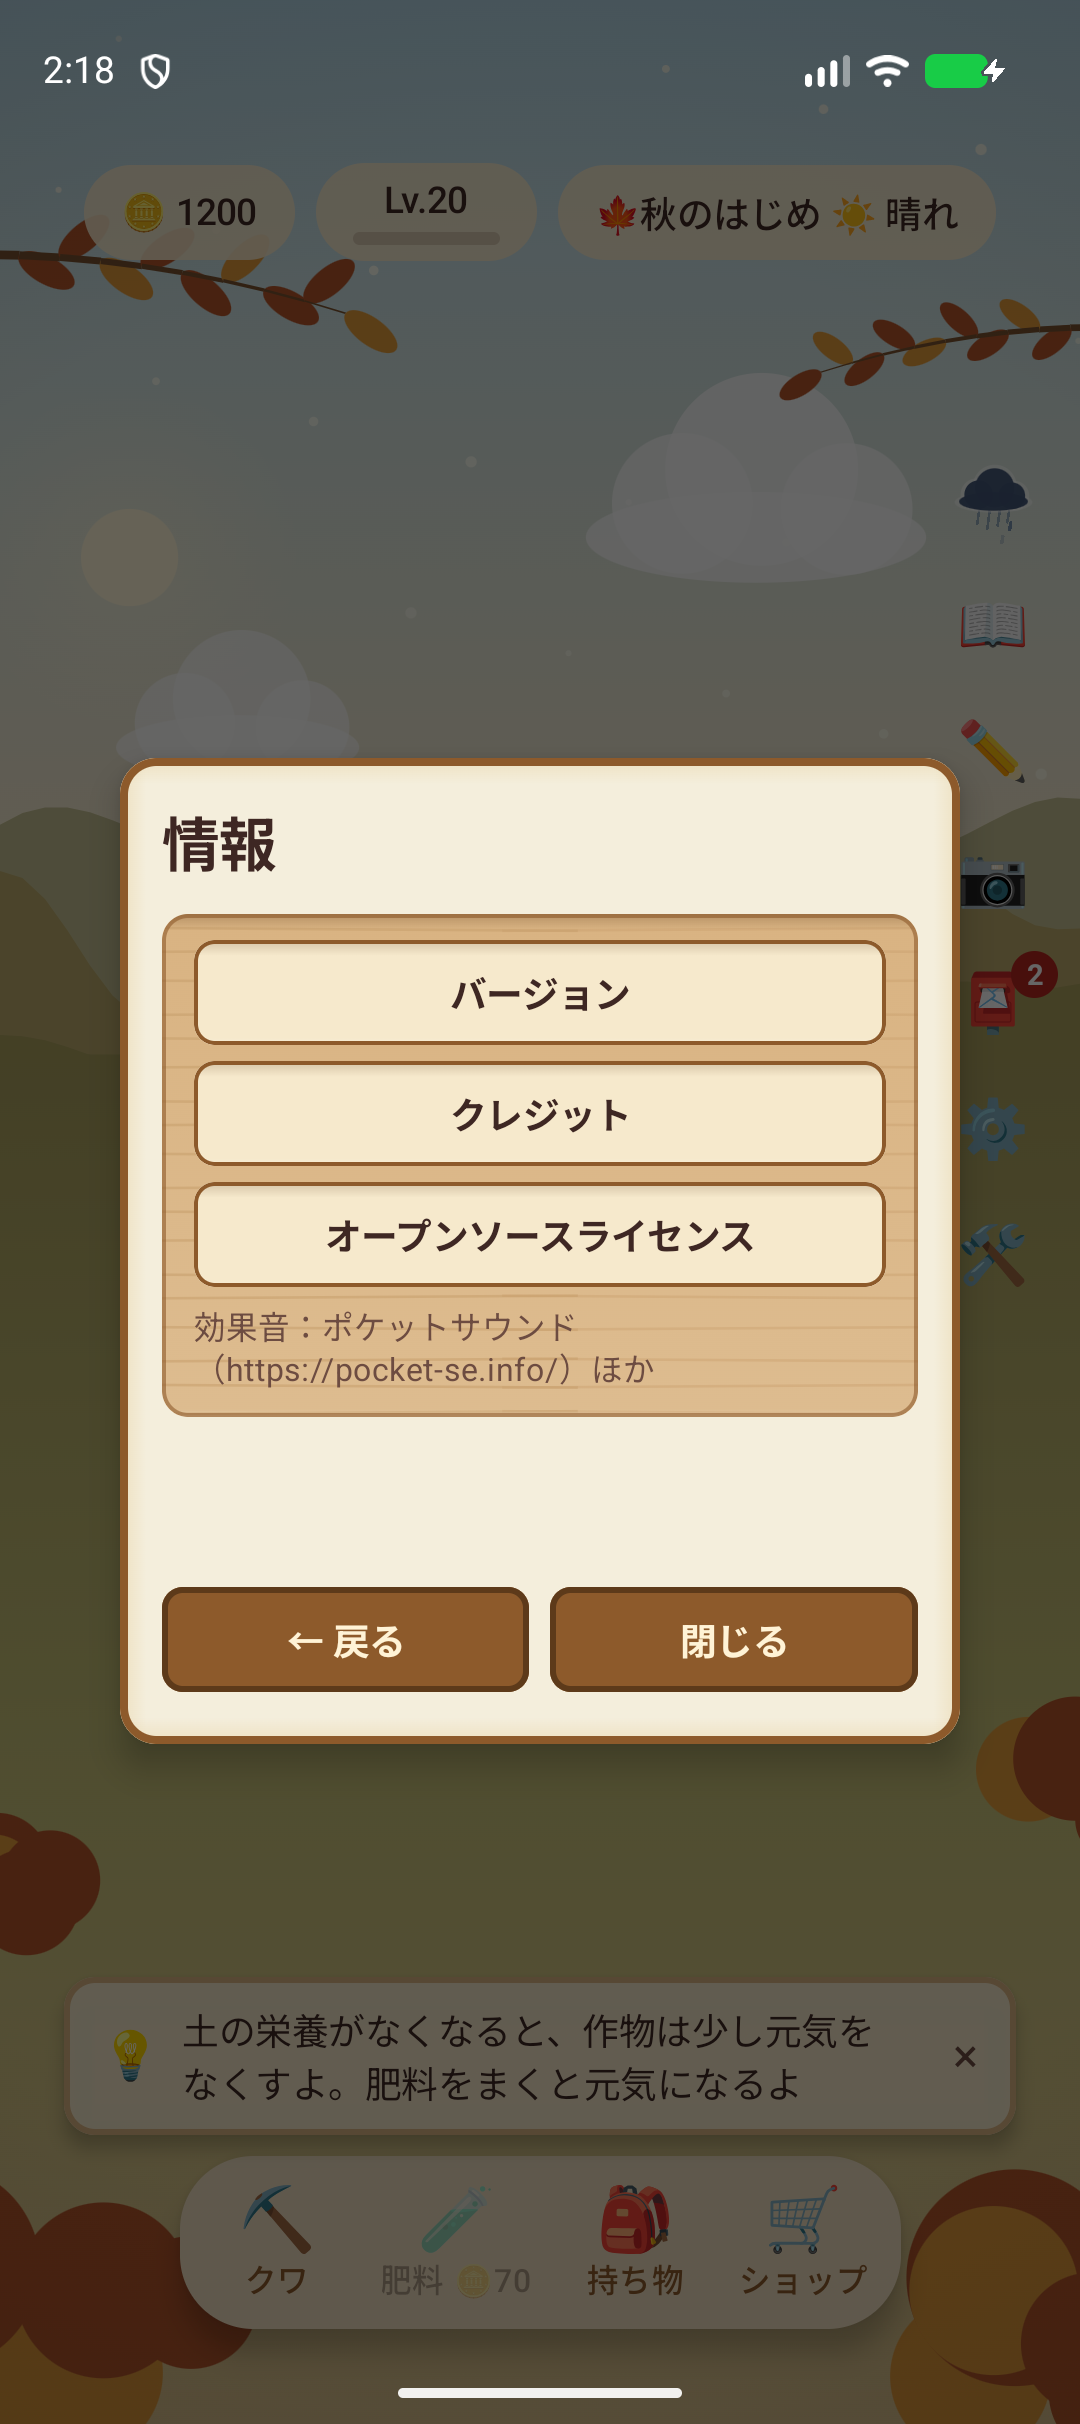 2:18
1200
Lv.20
秋のはじめ 晴れ
2
情報
バージョン
クレジット
オープンソースライセンス
効果音：ポケットサウンド
（https://pocket-se.info/）ほか
← 戻る
閉じる
土の栄養がなくなると、作物は少し元気を
なくすよ。肥料をまくと元気になるよ
×
クワ
肥料 70
持ち物
ショップ